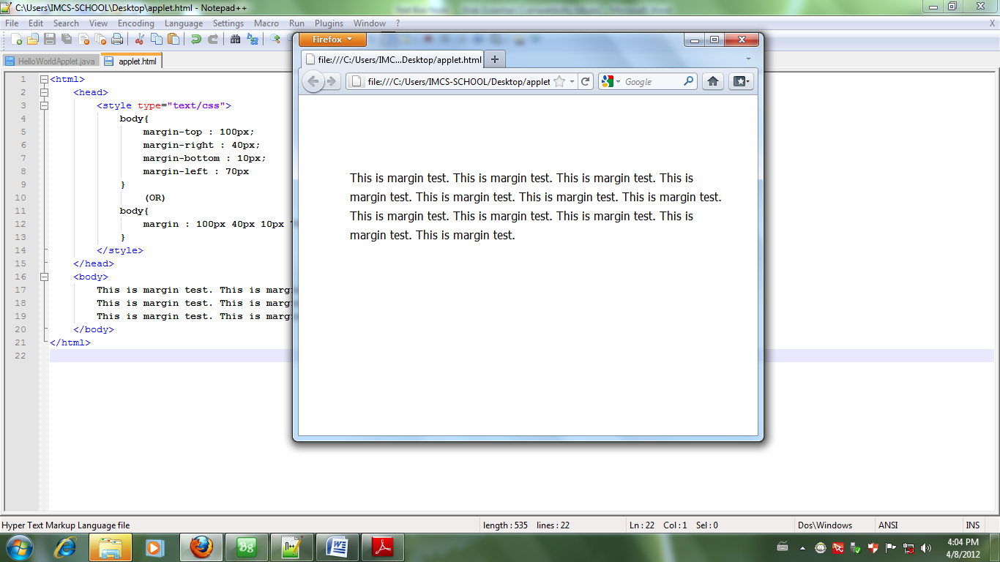 C:\Users\IMCS-SCHOOL\Desktop\applet.html - Notepad++
File Edit Search View Encoding Language Settings Macro Run Plugins Window ? X
HelloWorldApplet.java applet.html
1 <html>
2 <head>
3 <style type="text/css">
4 body{
5 margin-top : 100px;
6 margin-right : 40px;
7 margin-bottom : 10px;
8 margin-left : 70px
9 }
10 (OR)
11 body{
12 margin : 100px 40px 10px
13 }
14 </style>
15 </head>
16 <body>
17 This is margin test. This is marg
18 This is margin test. This is marg
19 This is margin test. This is marg
20 </body>
21 </html>
22
Firefox
file:///C:/Users/IMC...Desktop/applet.html
file:///C:/Users/IMCS-SCHOOL/Desktop/applet
Google
This is margin test. This is margin test. This is margin test. This is
margin test. This is margin test. This is margin test. This is margin test.
This is margin test. This is margin test. This is margin test. This is
margin test. This is margin test.
Hyper Text Markup Language file length : 535 lines : 22 Ln : 22 Col : 1 Sel : 0 Dos\Windows ANSI INS
Bg n++ W
4:04 PM
4/8/2012